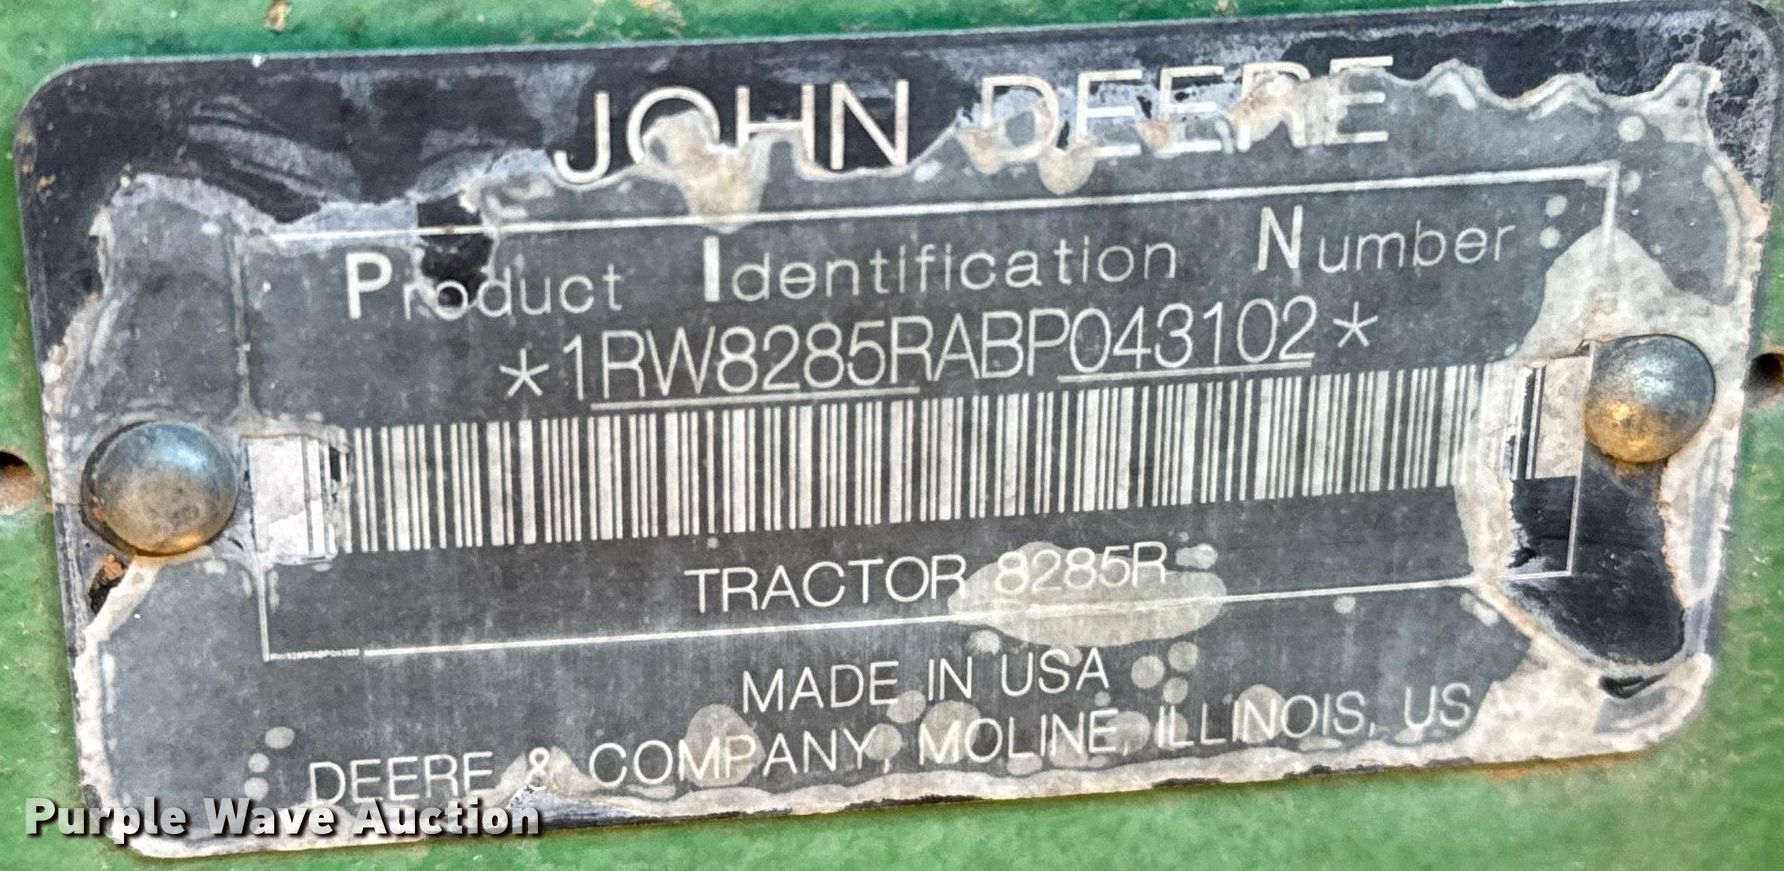 JOHN DEERE
Product Identification Number
*1RW8285RABP043102*
TRACTOR 8285R
MADE IN USA
DEERE & COMPANY, MOLINE, ILLINOIS, US
Purple Wave Auction